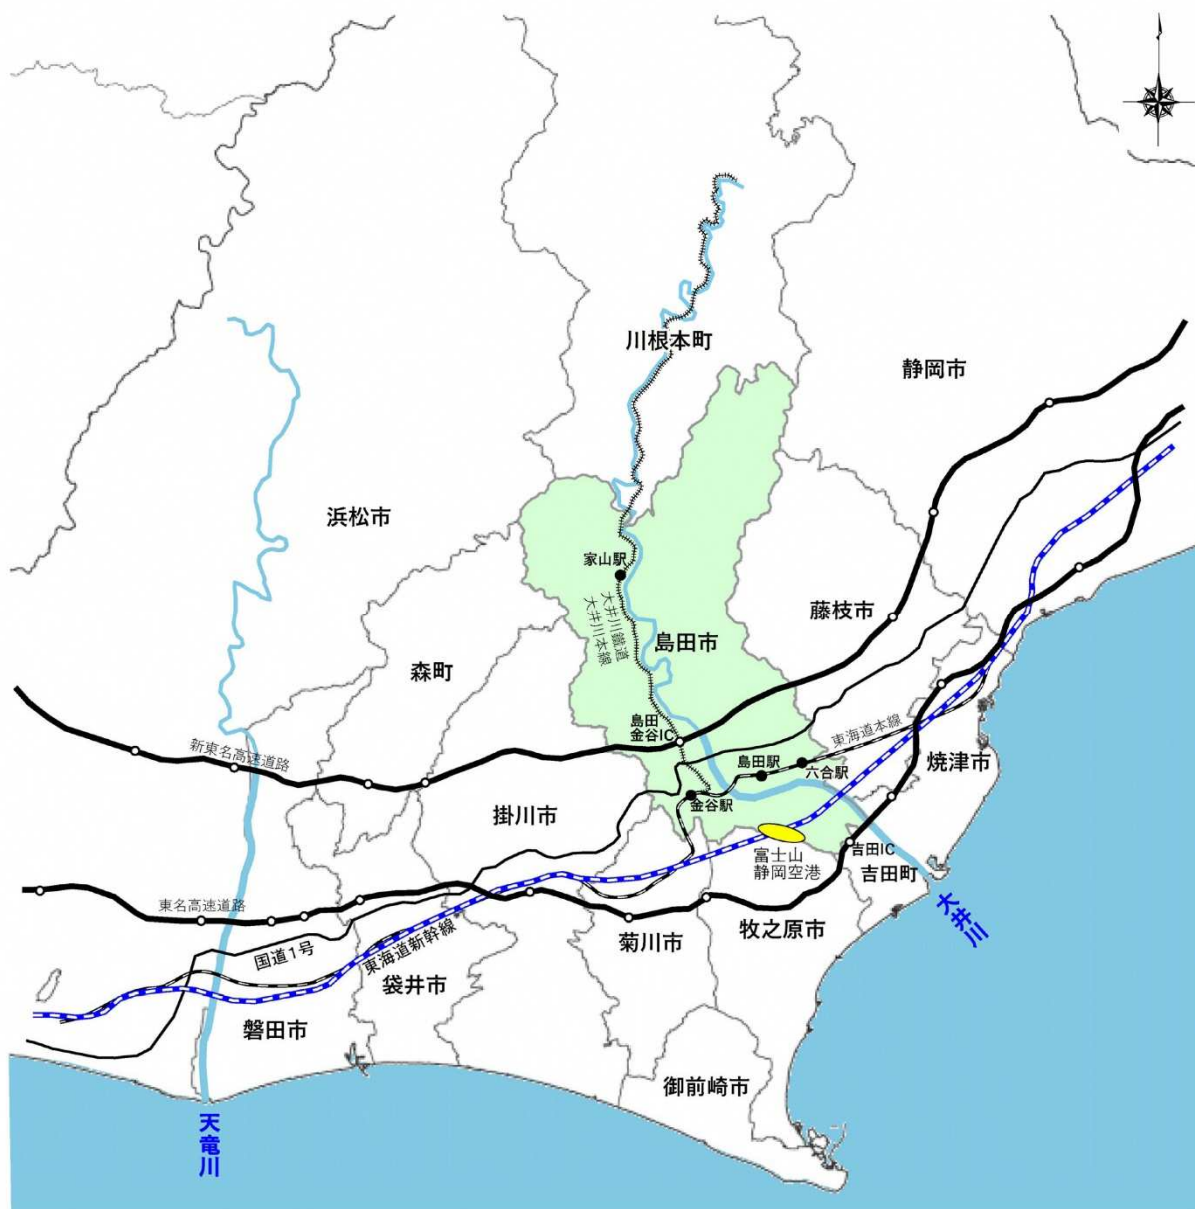 川根本町
静岡市
浜松市
家山駅
大井川鐵道
大井川本線
藤枝市
島田市
森町
島田
金谷IC
東海道本線
新東名高速道路
島田駅
六合駅
焼津市
金谷駅
掛川市
富士山
静岡空港
吉田IC
吉田町
東名高速道路
大井川
牧之原市
菊川市
国道1号
東海道新幹線
袋井市
磐田市
御前崎市
天竜川